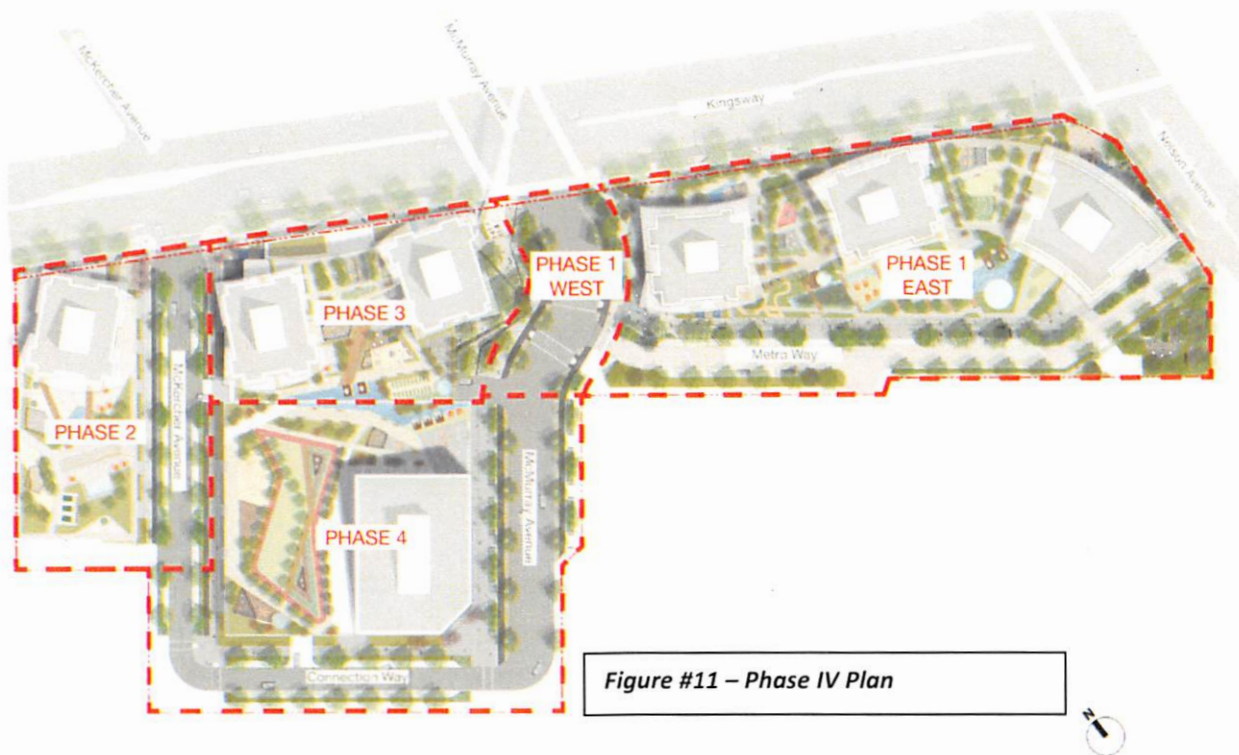 McKercher Avenue
McMurray Avenue
Kingsway
Nelson Avenue
PHASE 1
WEST
PHASE 1
EAST
PHASE 3
Metro Way
McKercher Avenue
PHASE 2
PHASE 4
McMurray Avenue
Connection Way
Figure #11 – Phase IV Plan
N